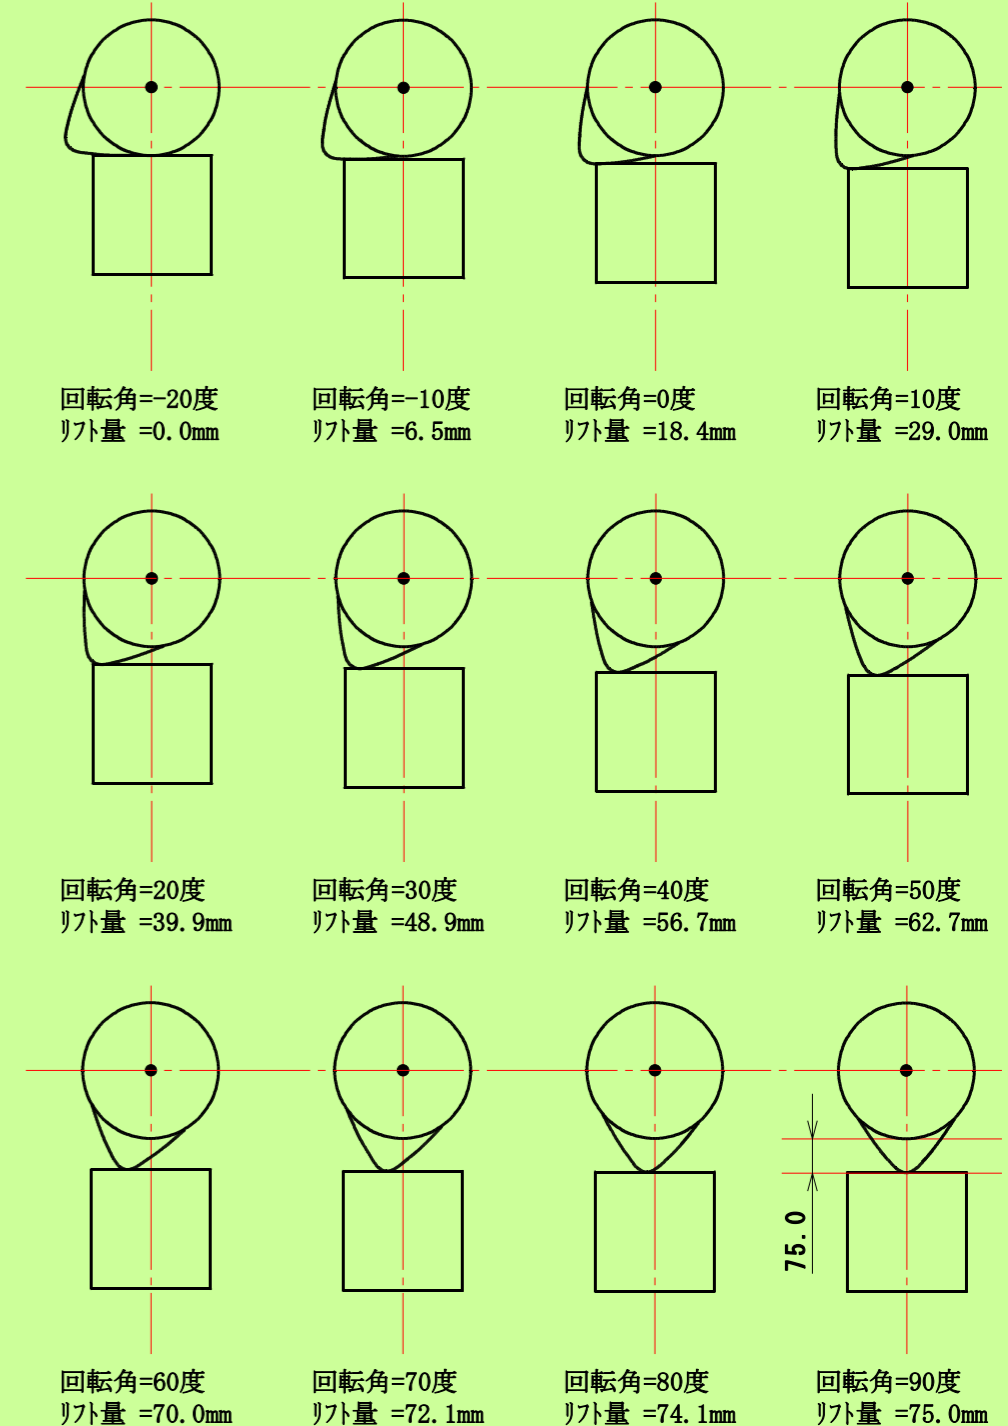 回転角=-20度
ﾘﾌﾄ量 =0.0mm
回転角=-10度
ﾘﾌﾄ量 =6.5mm
回転角=0度
ﾘﾌﾄ量 =18.4mm
回転角=10度
ﾘﾌﾄ量 =29.0mm
回転角=20度
ﾘﾌﾄ量 =39.9mm
回転角=30度
ﾘﾌﾄ量 =48.9mm
回転角=40度
ﾘﾌﾄ量 =56.7mm
回転角=50度
ﾘﾌﾄ量 =62.7mm
75.0
回転角=60度
ﾘﾌﾄ量 =70.0mm
回転角=70度
ﾘﾌﾄ量 =72.1mm
回転角=80度
ﾘﾌﾄ量 =74.1mm
回転角=90度
ﾘﾌﾄ量 =75.0mm